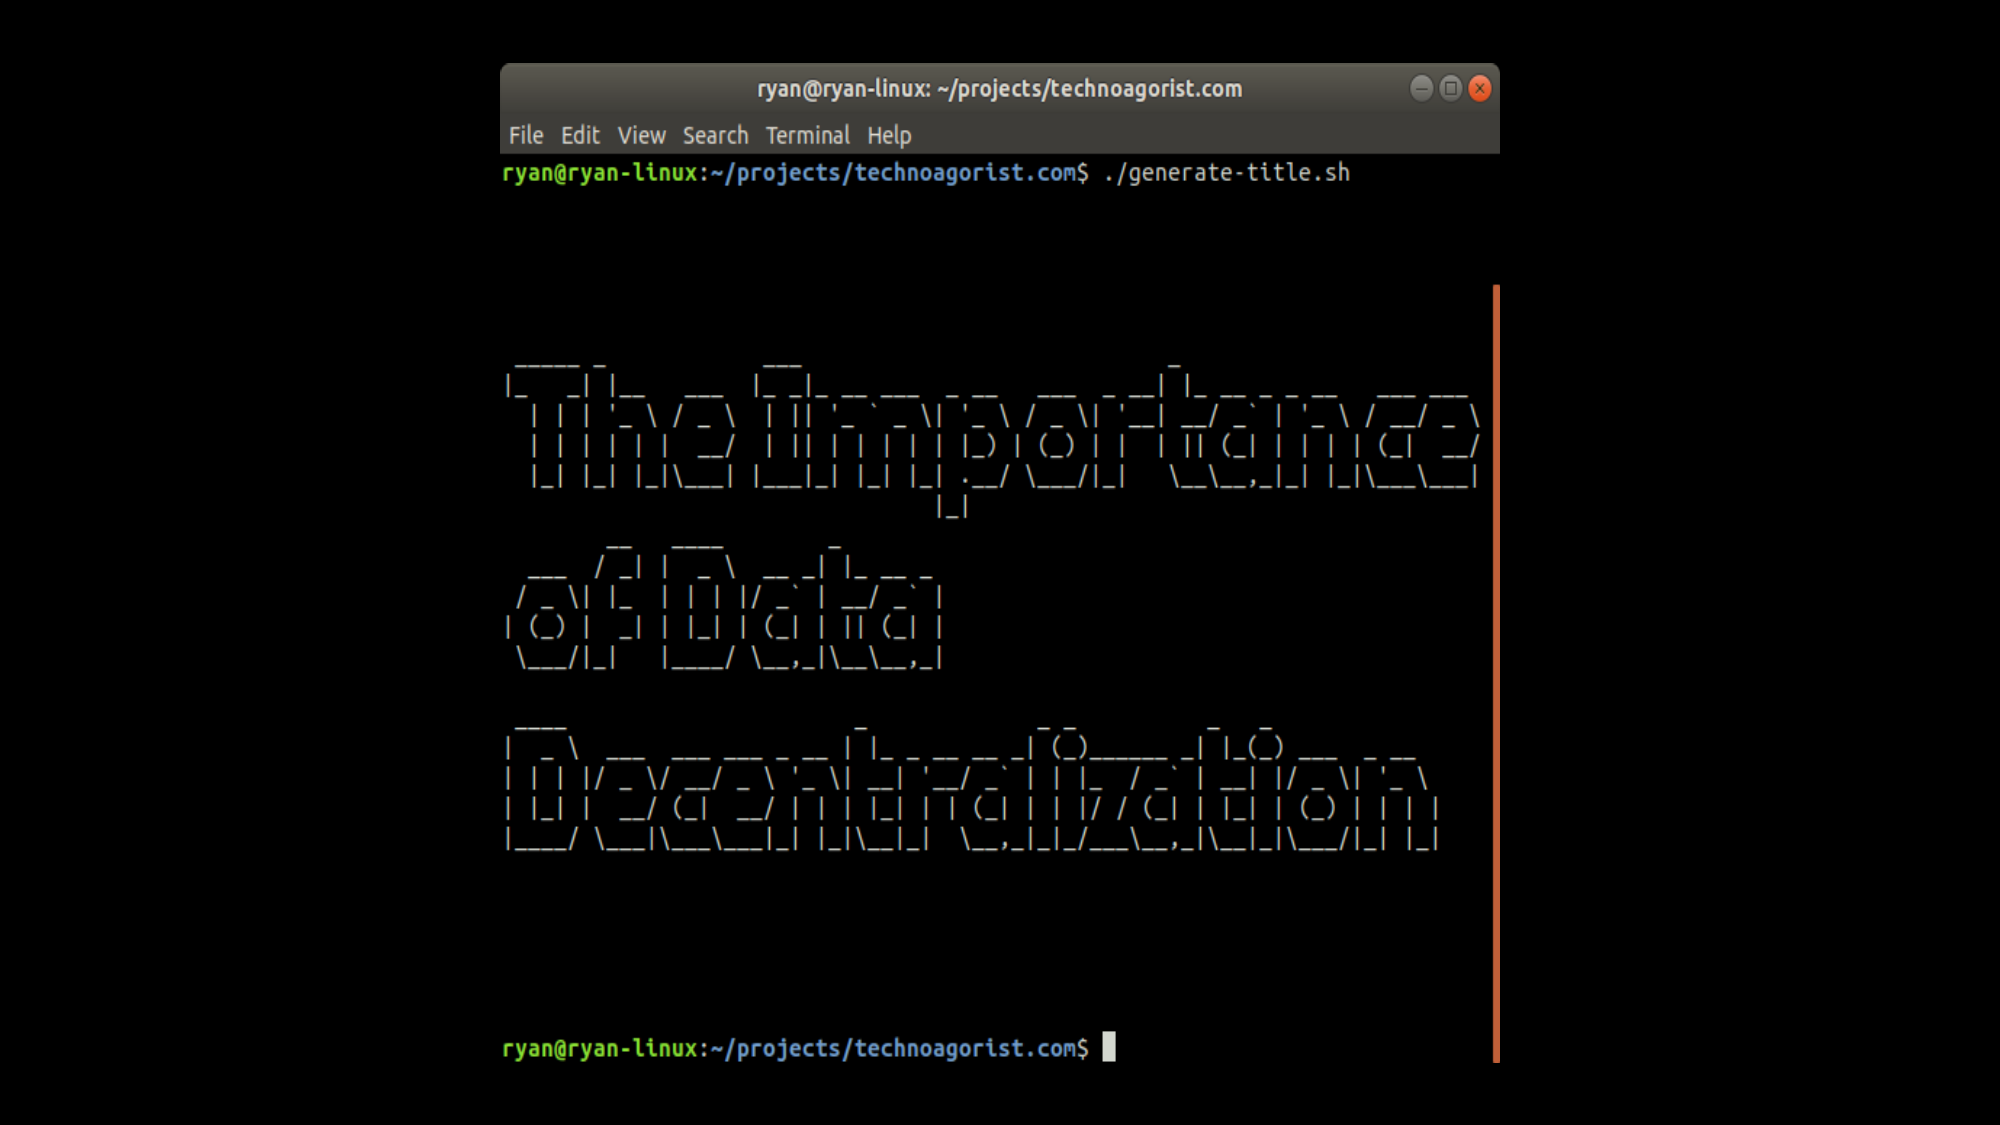 ryan@ryan-linux: ~/projects/technoagorist.com
File Edit View Search Terminal Help
ryan@ryan-linux:~/projects/technoagorist.com$ ./generate-title.sh
The Importance
of Data
Decentralization
ryan@ryan-linux:~/projects/technoagorist.com$